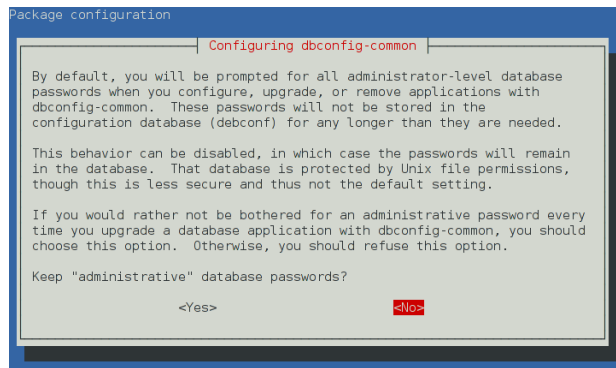 Package configuration
Configuring dbconfig-common
By default, you will be prompted for all administrator-level database
passwords when you configure, upgrade, or remove applications with
dbconfig-common.  These passwords will not be stored in the
configuration database (debconf) for any longer than they are needed.
This behavior can be disabled, in which case the passwords will remain
in the database.  That database is protected by Unix file permissions,
though this is less secure and thus not the default setting.
If you would rather not be bothered for an administrative password every
time you upgrade a database application with dbconfig-common, you should
choose this option.  Otherwise, you should refuse this option.
Keep "administrative" database passwords?
<Yes> <No>